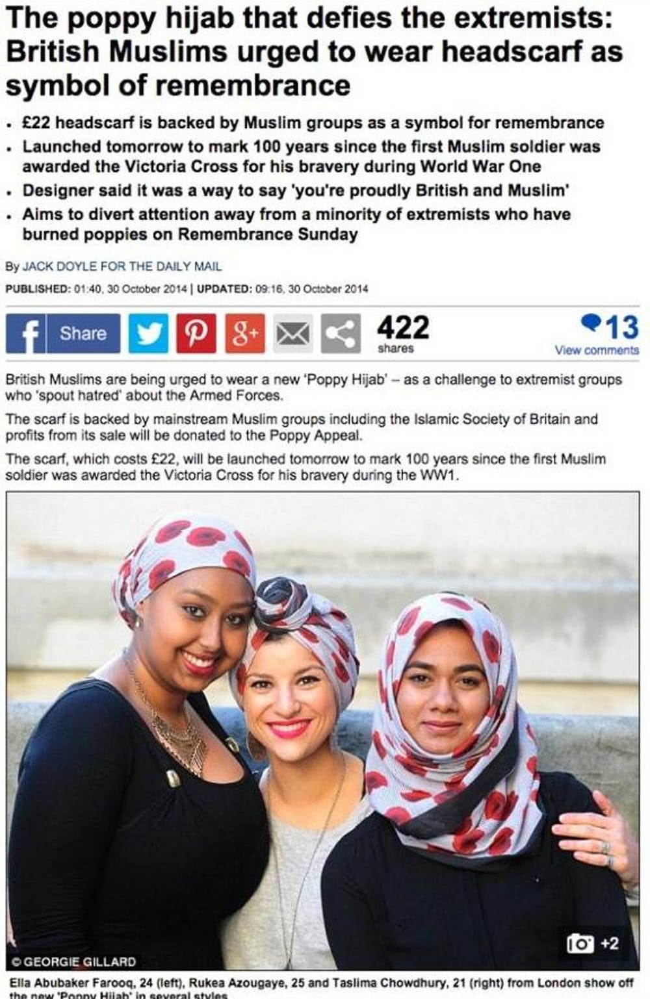 The poppy hijab that defies the extremists:
British Muslims urged to wear headscarf as
symbol of remembrance
• £22 headscarf is backed by Muslim groups as a symbol for remembrance
• Launched tomorrow to mark 100 years since the first Muslim soldier was
awarded the Victoria Cross for his bravery during World War One
• Designer said it was a way to say 'you're proudly British and Muslim'
• Aims to divert attention away from a minority of extremists who have
burned poppies on Remembrance Sunday
By JACK DOYLE FOR THE DAILY MAIL
PUBLISHED: 01:40, 30 October 2014 | UPDATED: 09:16, 30 October 2014
f Share g+ 422 13
shares View comments
British Muslims are being urged to wear a new 'Poppy Hijab' – as a challenge to extremist groups
who 'spout hatred' about the Armed Forces.
The scarf is backed by mainstream Muslim groups including the Islamic Society of Britain and
profits from its sale will be donated to the Poppy Appeal.
The scarf, which costs £22, will be launched tomorrow to mark 100 years since the first Muslim
soldier was awarded the Victoria Cross for his bravery during the WW1.
+2
© GEORGIE GILLARD
Ella Abubaker Farooq, 24 (left), Rukea Azougaye, 25 and Taslima Chowdhury, 21 (right) from London show off
the new 'Poppy Hijab' in several styles